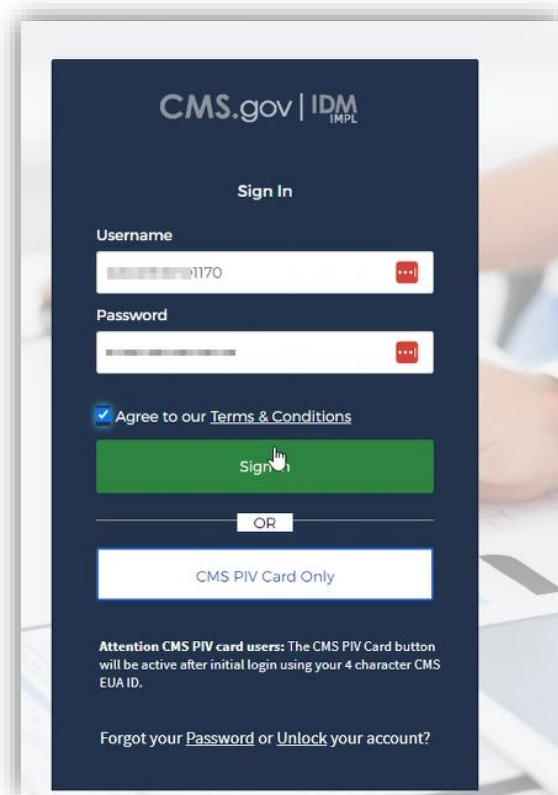 CMS.gov | IDM
IMPL
Sign In
Username
1170
Password
Agree to our Terms & Conditions
Sign In
OR
CMS PIV Card Only
Attention CMS PIV card users: The CMS PIV Card button
will be active after initial login using your 4 character CMS
EUA ID.
Forgot your Password or Unlock your account?